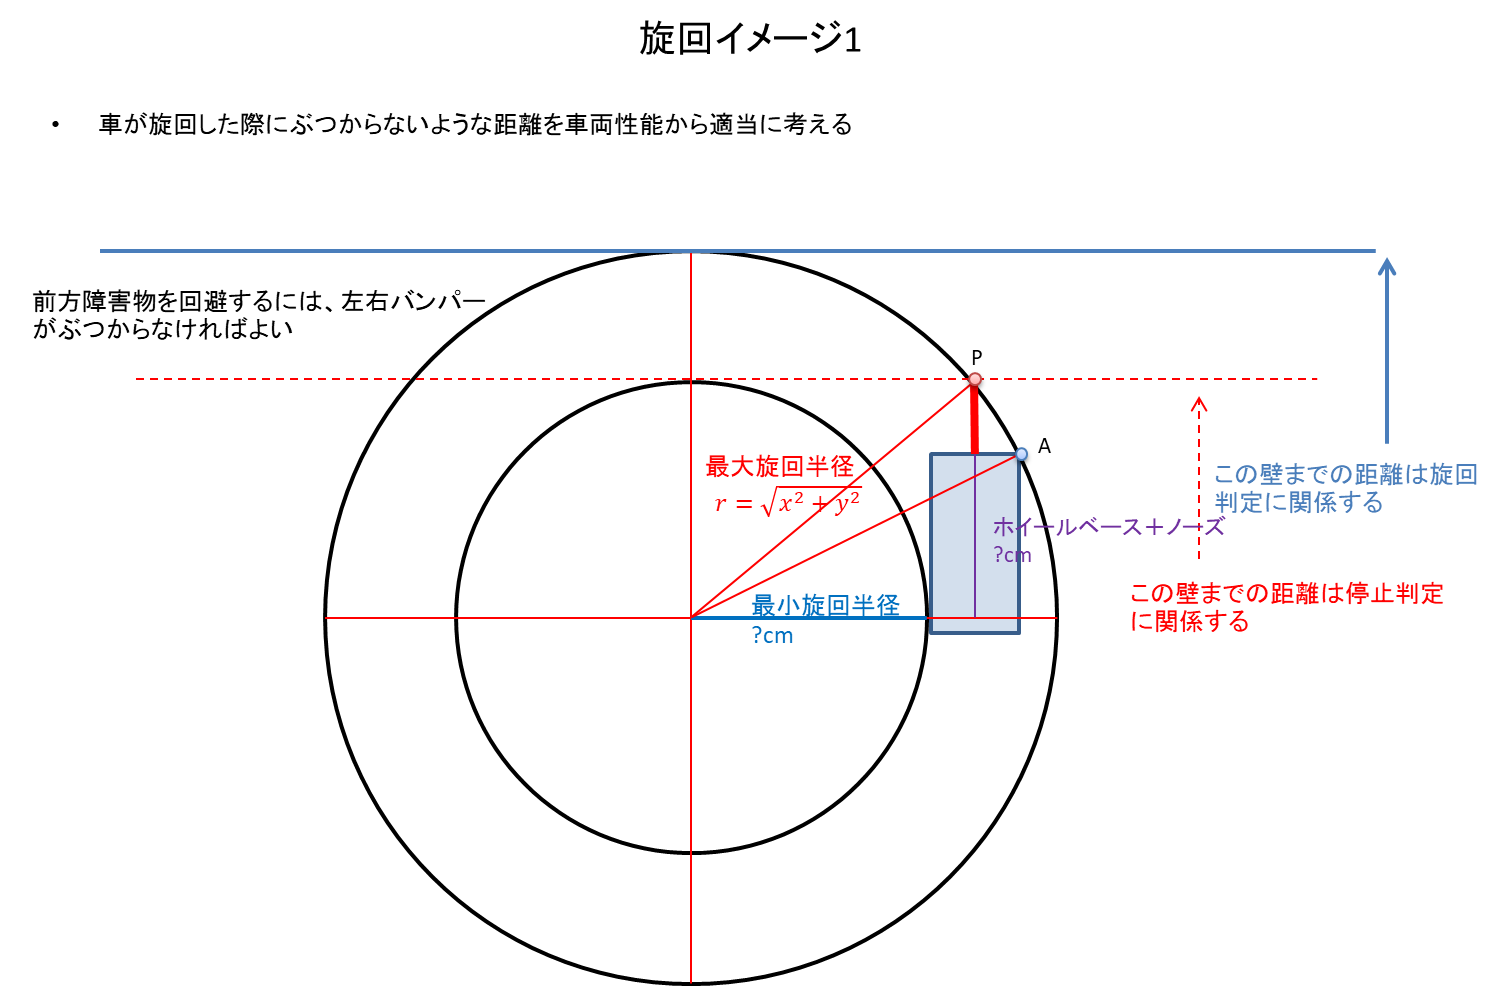 旋回イメージ1
• 車が旋回した際にぶつからないような距離を車両性能から適当に考える
前方障害物を回避するには、左右バンパー
がぶつからなければよい
P
A
最大旋回半径
r = √x² + y²
この壁までの距離は旋回
判定に関係する
ホイールベース＋ノーズ
?cm
この壁までの距離は停止判定
に関係する
最小旋回半径
?cm